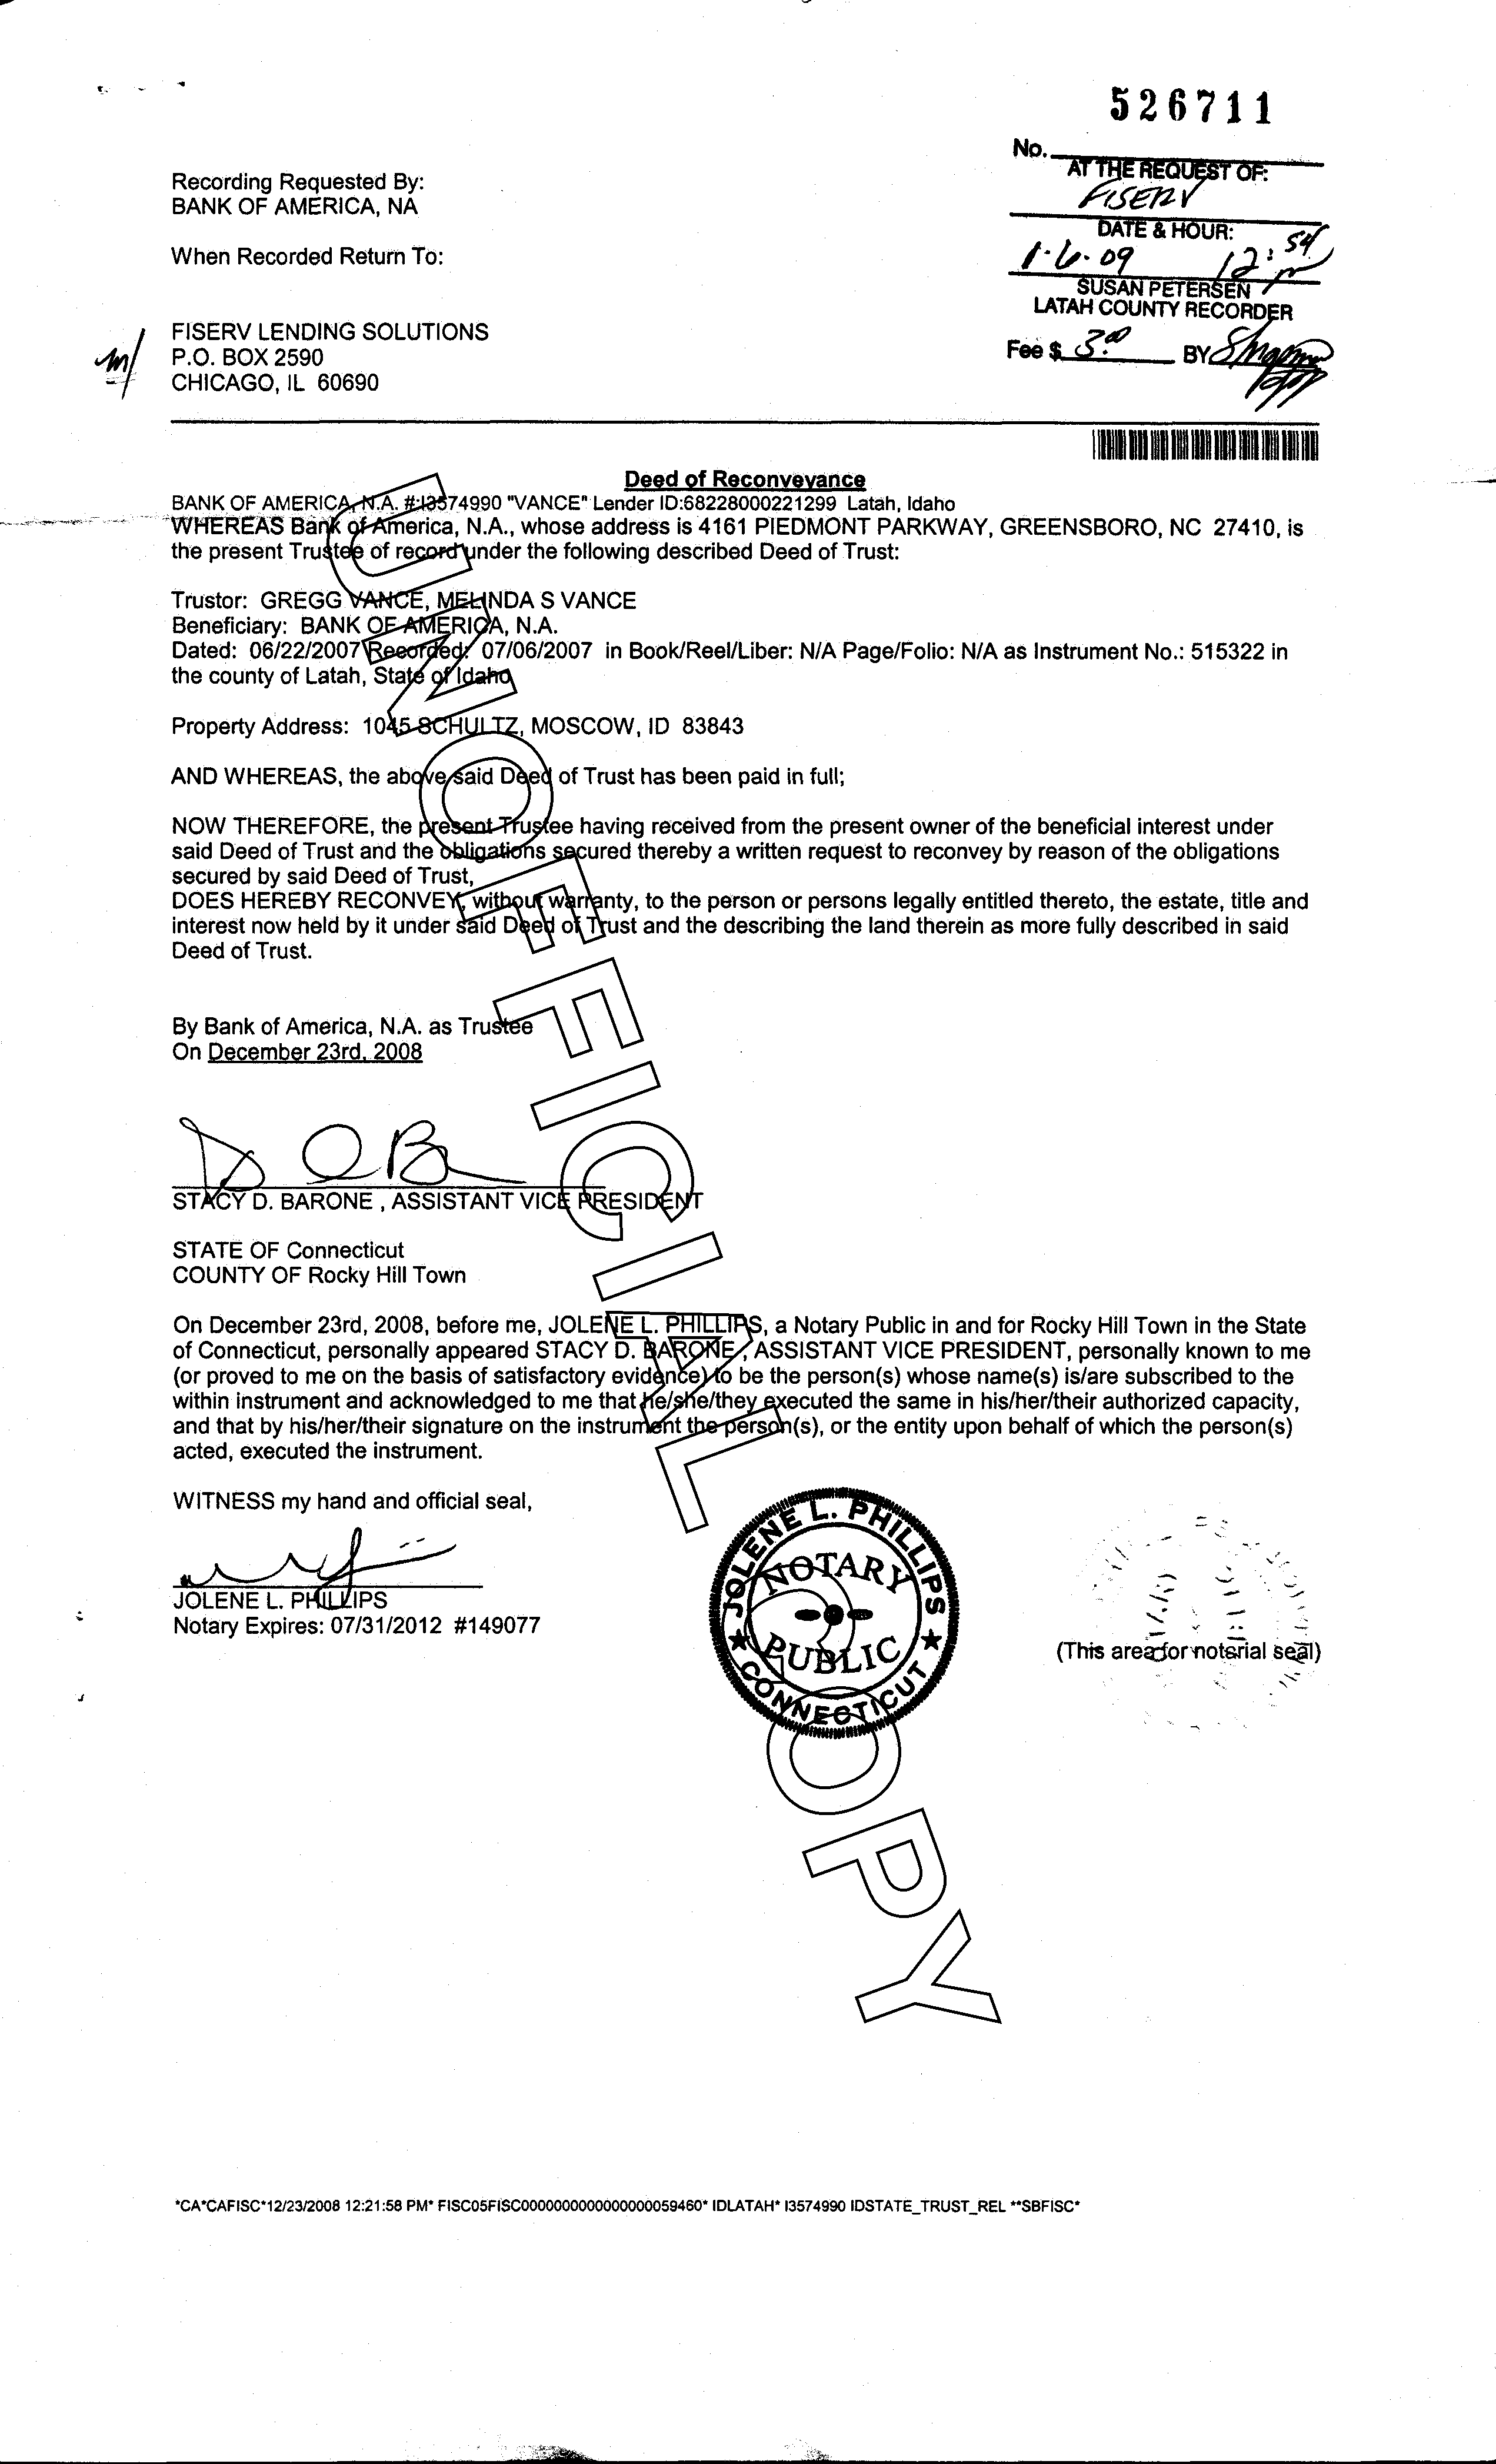 526711
No.
AT THE REQUEST OF:
FISERV
DATE & HOUR:
1-6-09 12:54
SUSAN PETERSEN
LATAH COUNTY RECORDER
Fee $ 3.00 BY
Recording Requested By:
BANK OF AMERICA, NA
When Recorded Return To:
FISERV LENDING SOLUTIONS
P.O. BOX 2590
CHICAGO, IL 60690
Deed of Reconveyance
BANK OF AMERICA, N.A. #:I3574990 "VANCE" Lender ID:68228000221299 Latah, Idaho
WHEREAS Bank of America, N.A., whose address is 4161 PIEDMONT PARKWAY, GREENSBORO, NC 27410, is
the present Trustee of record under the following described Deed of Trust:
Trustor: GREGG VANCE, MELINDA S VANCE
Beneficiary: BANK OF AMERICA, N.A.
Dated: 06/22/2007 Recorded: 07/06/2007 in Book/Reel/Liber: N/A Page/Folio: N/A as Instrument No.: 515322 in
the county of Latah, State of Idaho
Property Address: 1045 SCHULTZ, MOSCOW, ID 83843
AND WHEREAS, the above said Deed of Trust has been paid in full;
NOW THEREFORE, the present Trustee having received from the present owner of the beneficial interest under
said Deed of Trust and the obligations secured thereby a written request to reconvey by reason of the obligations
secured by said Deed of Trust,
DOES HEREBY RECONVEY, without warranty, to the person or persons legally entitled thereto, the estate, title and
interest now held by it under said Deed of Trust and the describing the land therein as more fully described in said
Deed of Trust.
By Bank of America, N.A. as Trustee
On December 23rd, 2008
STACY D. BARONE , ASSISTANT VICE PRESIDENT
STATE OF Connecticut
COUNTY OF Rocky Hill Town
On December 23rd, 2008, before me, JOLENE L. PHILLIPS, a Notary Public in and for Rocky Hill Town in the State
of Connecticut, personally appeared STACY D. BARONE , ASSISTANT VICE PRESIDENT, personally known to me
(or proved to me on the basis of satisfactory evidence) to be the person(s) whose name(s) is/are subscribed to the
within instrument and acknowledged to me that he/she/they executed the same in his/her/their authorized capacity,
and that by his/her/their signature on the instrument the person(s), or the entity upon behalf of which the person(s)
acted, executed the instrument.
WITNESS my hand and official seal,
JOLENE L. PHILLIPS
Notary Expires: 07/31/2012 #149077
JOLENE L. PHILLIPS
NOTARY
PUBLIC
CONNECTICUT
(This area for notarial seal)
UNOFFICIAL COPY
*CA*CAFISC*12/23/2008 12:21:58 PM* FISC05FISC0000000000000000059460* IDLATAH* I3574990 IDSTATE_TRUST_REL **SBFISC*